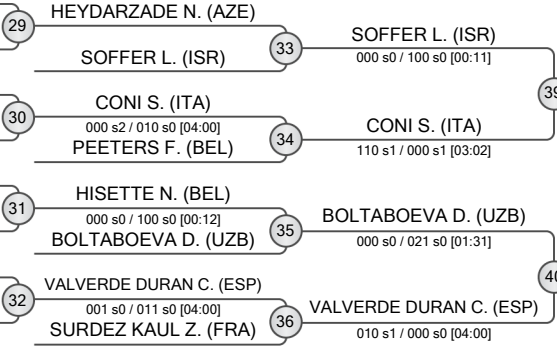 HEYDARZADE N. (AZE)
29
SOFFER L. (ISR)
33
SOFFER L. (ISR)
000 s0 / 100 s0 [00:11]
39
CONI S. (ITA)
30
000 s2 / 010 s0 [04:00]
PEETERS F. (BEL)
34
CONI S. (ITA)
110 s1 / 000 s1 [03:02]
HISETTE N. (BEL)
31
000 s0 / 100 s0 [00:12]
BOLTABOEVA D. (UZB)
35
BOLTABOEVA D. (UZB)
000 s0 / 021 s0 [01:31]
40
VALVERDE DURAN C. (ESP)
32
001 s0 / 011 s0 [04:00]
SURDEZ KAUL Z. (FRA)
36
VALVERDE DURAN C. (ESP)
010 s1 / 000 s0 [04:00]